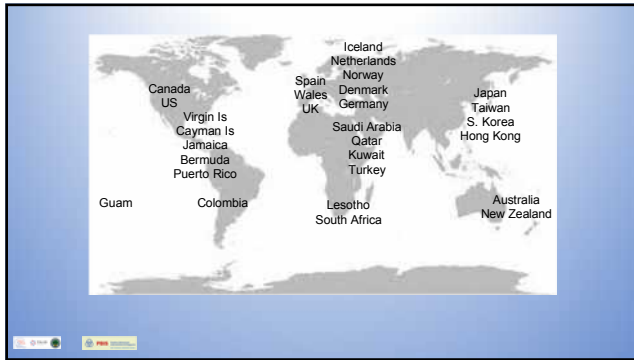 Iceland
Netherlands
Norway
Denmark
Germany
Spain
Wales
UK
Canada
US
Virgin Is
Cayman Is
Jamaica
Bermuda
Puerto Rico
Japan
Taiwan
S. Korea
Hong Kong
Saudi Arabia
Qatar
Kuwait
Turkey
Guam
Colombia
Lesotho
South Africa
Australia
New Zealand
PBIS